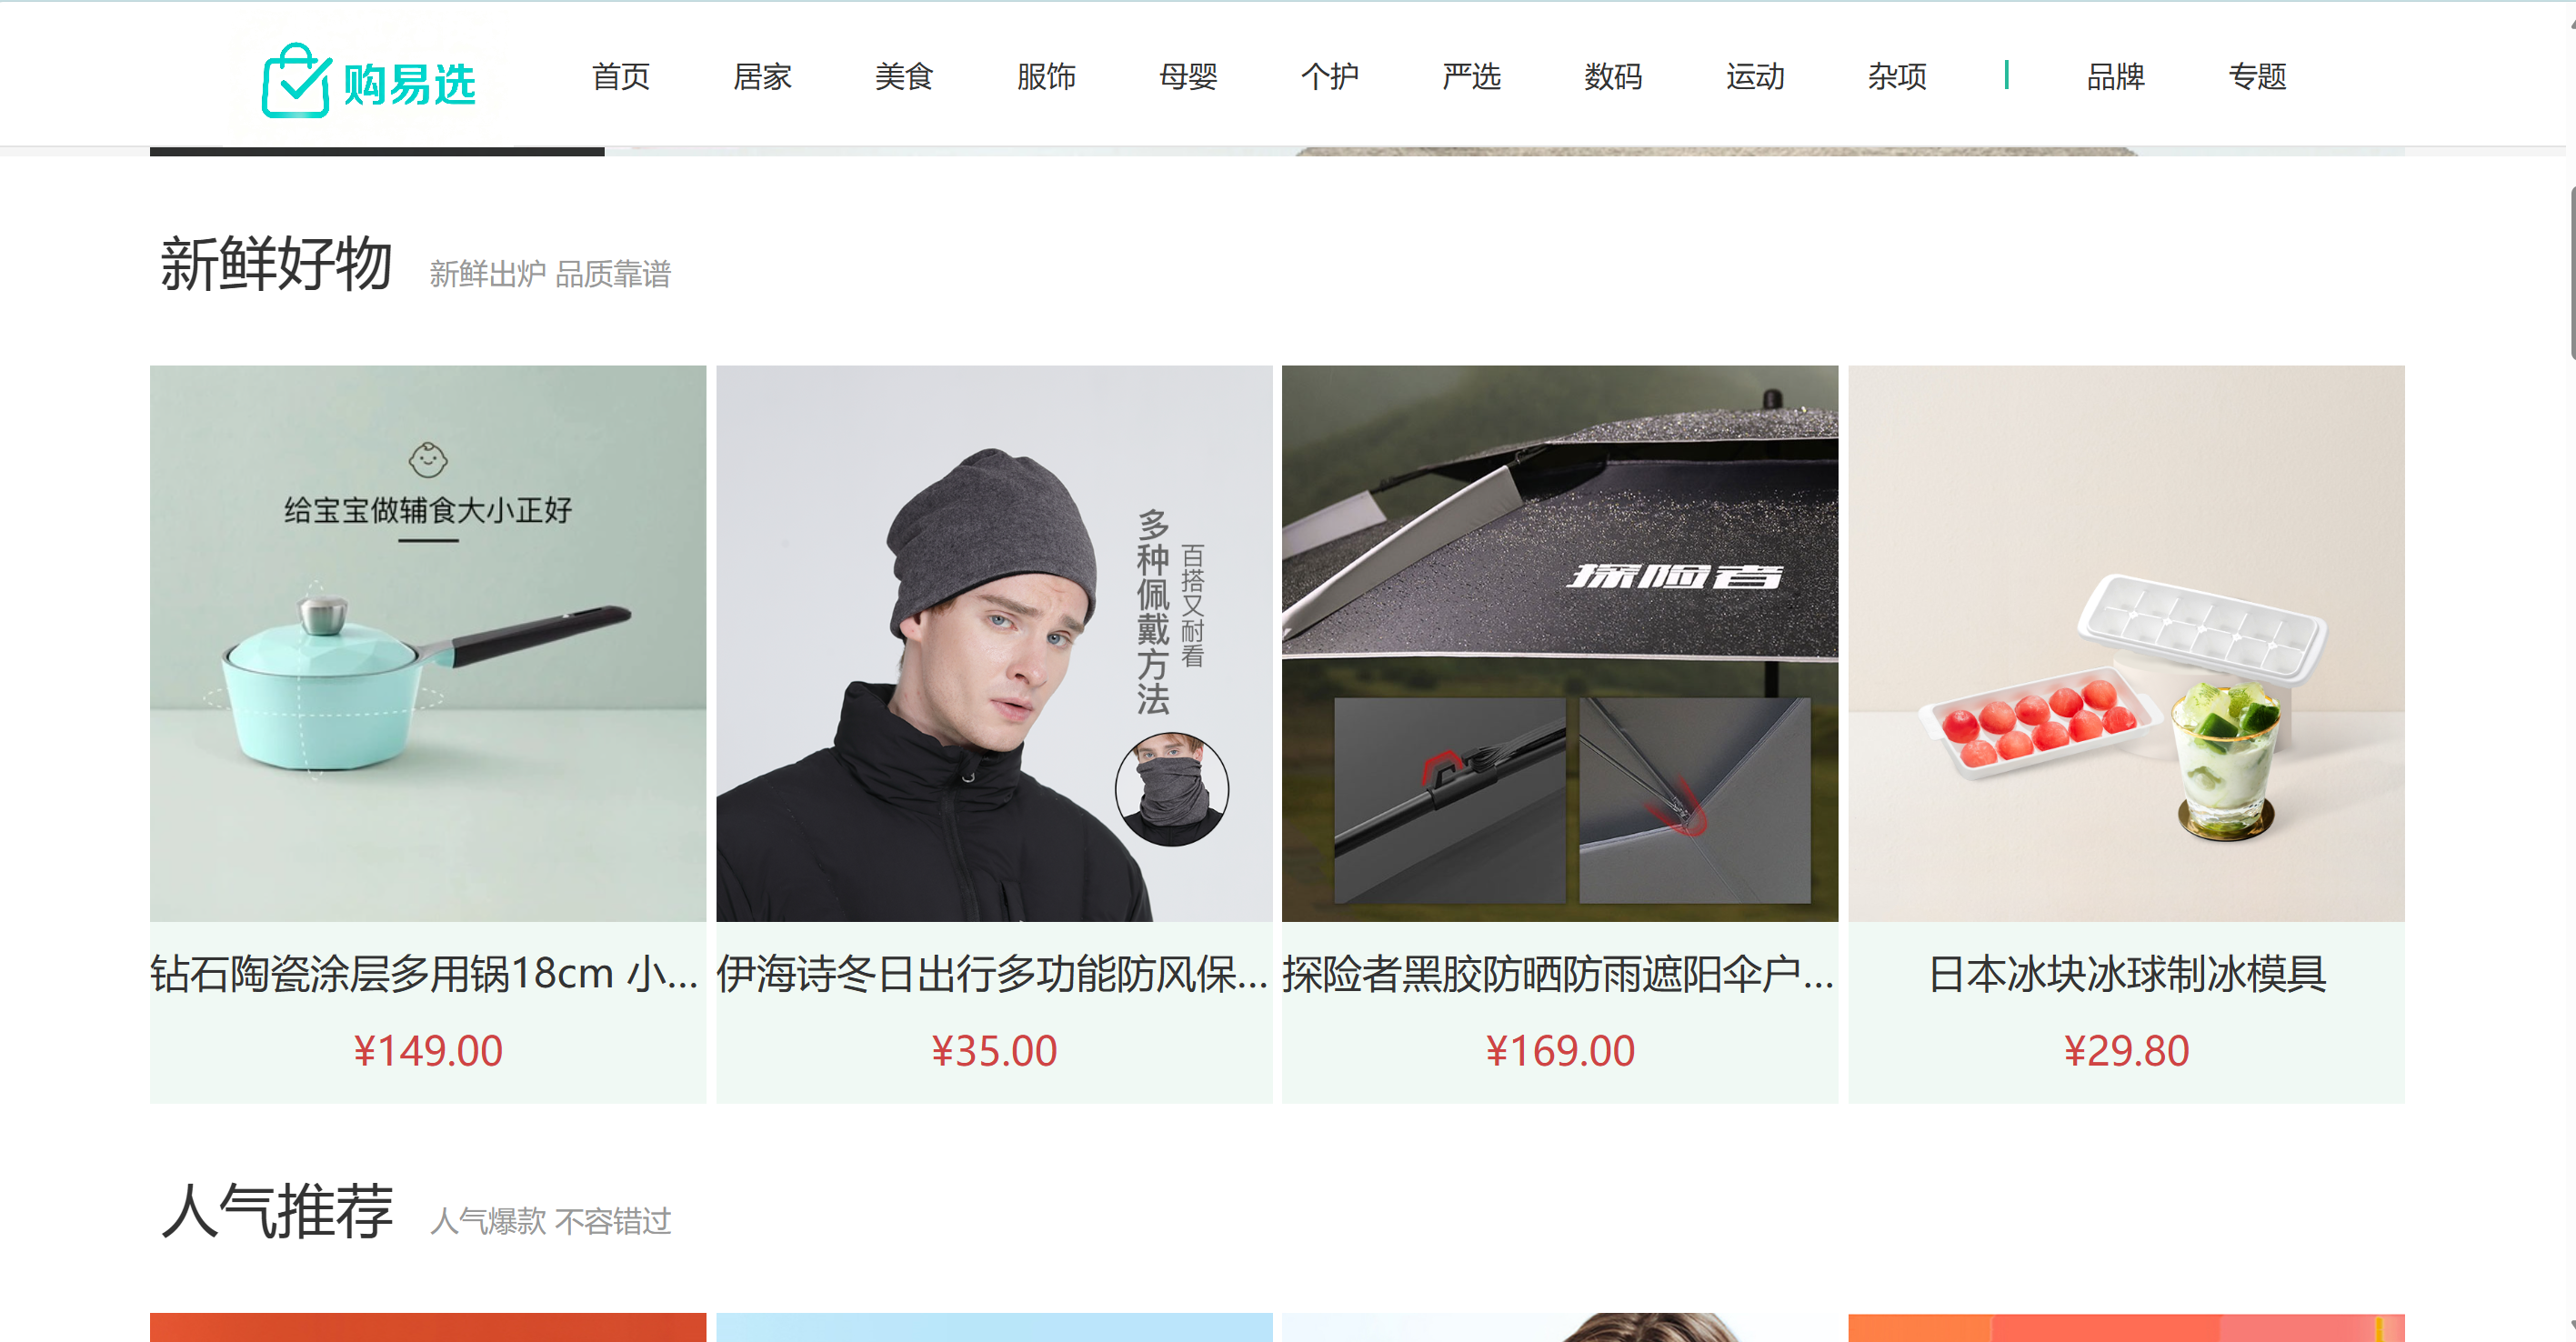 购易选 首页 居家 美食 服饰 母婴 个护 严选 数码 运动 杂项 | 品牌 专题
新鲜好物 新鲜出炉 品质靠谱
给宝宝做辅食大小正好
多种佩戴方法
百搭又耐看
探险者
钻石陶瓷涂层多用锅18cm 小...
¥149.00
伊海诗冬日出行多功能防风保...
¥35.00
探险者黑胶防晒防雨遮阳伞户...
¥169.00
日本冰块冰球制冰模具
¥29.80
人气推荐 人气爆款 不容错过